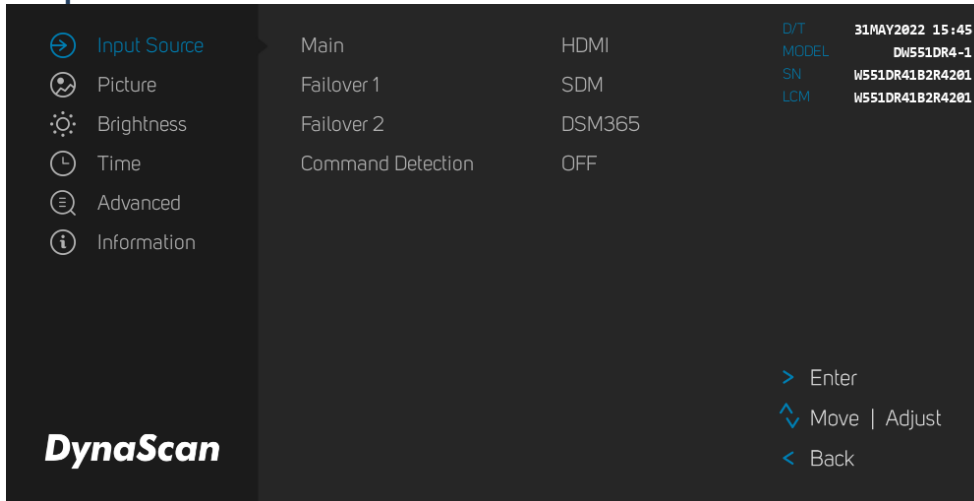 Input Source
Picture
Brightness
Time
Advanced
Information
DynaScan
Main HDMI
Failover 1 SDM
Failover 2 DSM365
Command Detection OFF
D/T 31MAY2022 15:45
MODEL DW551DR4-1
SN W551DR41B2R4201
LCM W551DR41B2R4201
> Enter
Move | Adjust
< Back